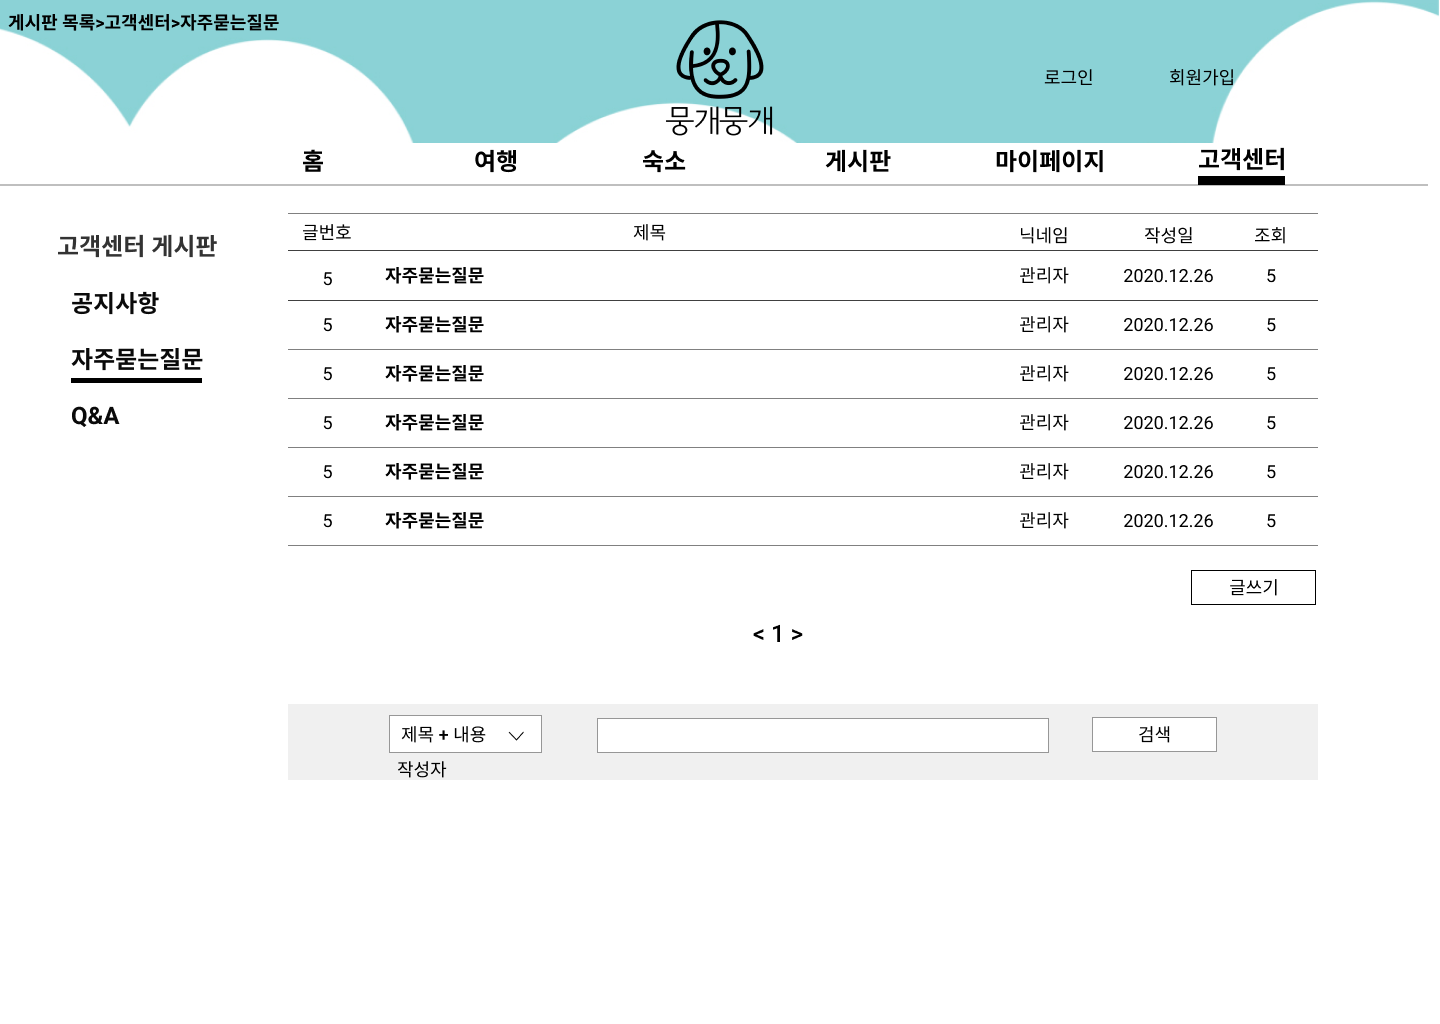 게시판 목록>고객센터>자주묻는질문
로그인 회원가입
뭉개뭉개
홈 여행 숙소 게시판 마이페이지 고객센터
고객센터 게시판
공지사항
자주묻는질문
Q&A
글번호 제목 닉네임 작성일 조회
5 자주묻는질문 관리자 2020.12.26 5
5 자주묻는질문 관리자 2020.12.26 5
5 자주묻는질문 관리자 2020.12.26 5
5 자주묻는질문 관리자 2020.12.26 5
5 자주묻는질문 관리자 2020.12.26 5
5 자주묻는질문 관리자 2020.12.26 5
글쓰기
< 1 >
제목 + 내용 검색
작성자